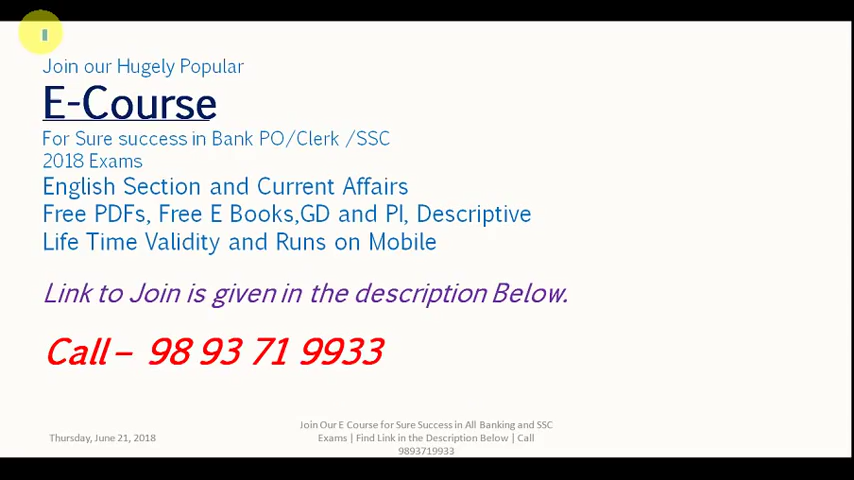 Join our Hugely Popular
E-Course
For Sure success in Bank PO/Clerk /SSC
2018 Exams
English Section and Current Affairs
Free PDFs, Free E Books,GD and PI, Descriptive
Life Time Validity and Runs on Mobile
Link to Join is given in the description Below.
Call – 98 93 71 9933
Thursday, June 21, 2018
Join Our E Course for Sure Success in All Banking and SSC
Exams | Find Link in the Description Below | Call
9893719933